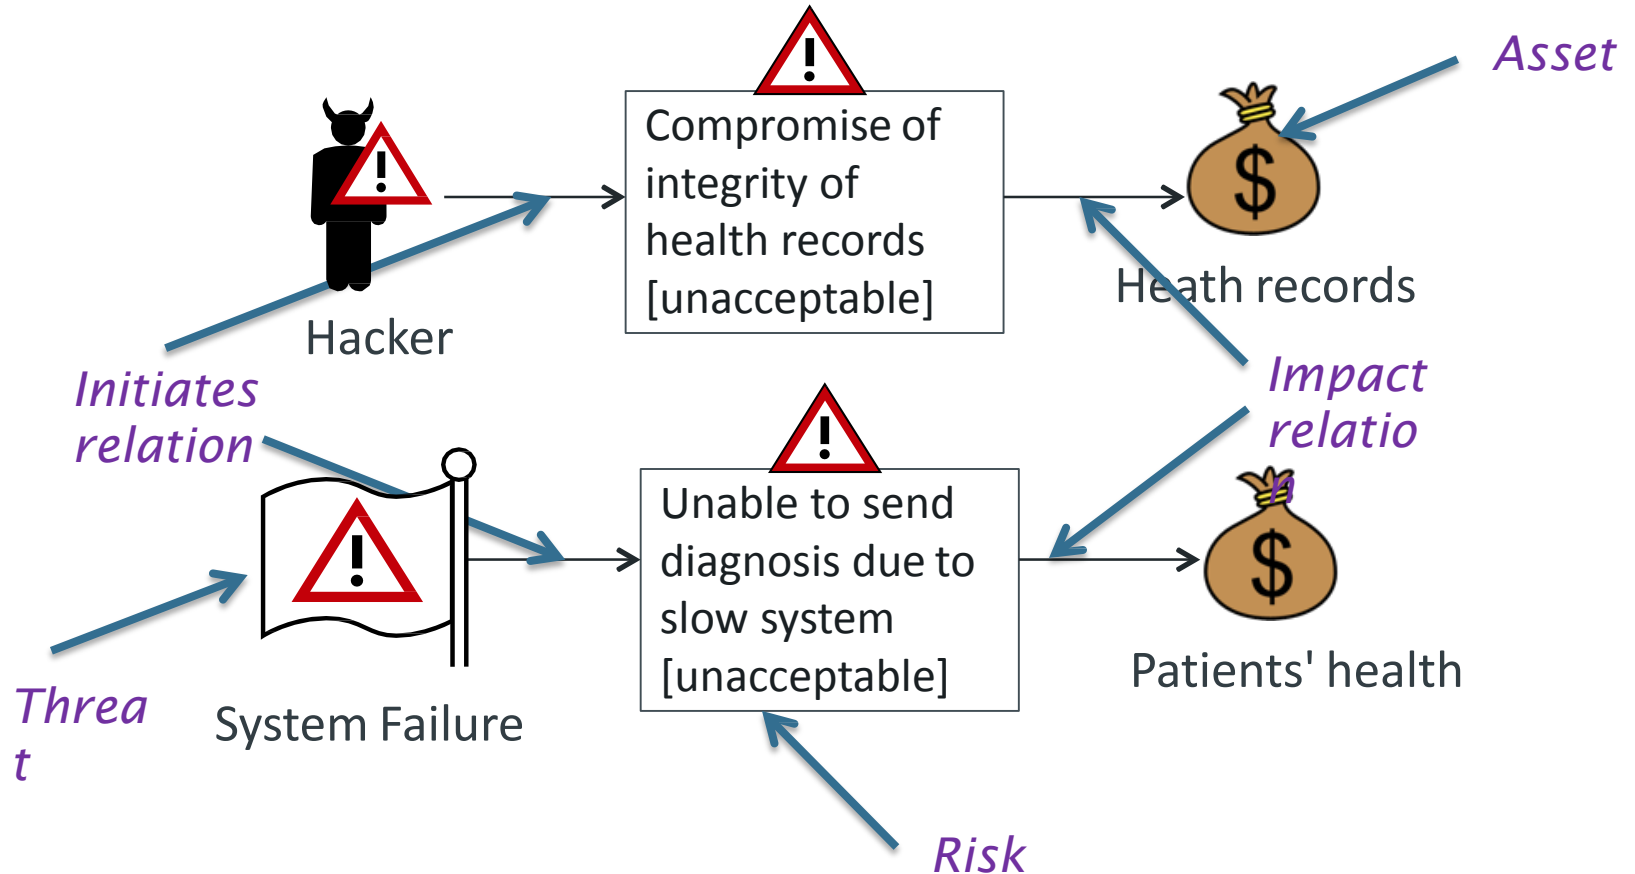 Asset
!
!
Compromise of
integrity of
health records
[unacceptable]
$
Heath records
Hacker
Initiates
relation
Impact
relatio
n
!
!
Unable to send
diagnosis due to
slow system
[unacceptable]
$
Patients' health
System Failure
Threa
t
Risk